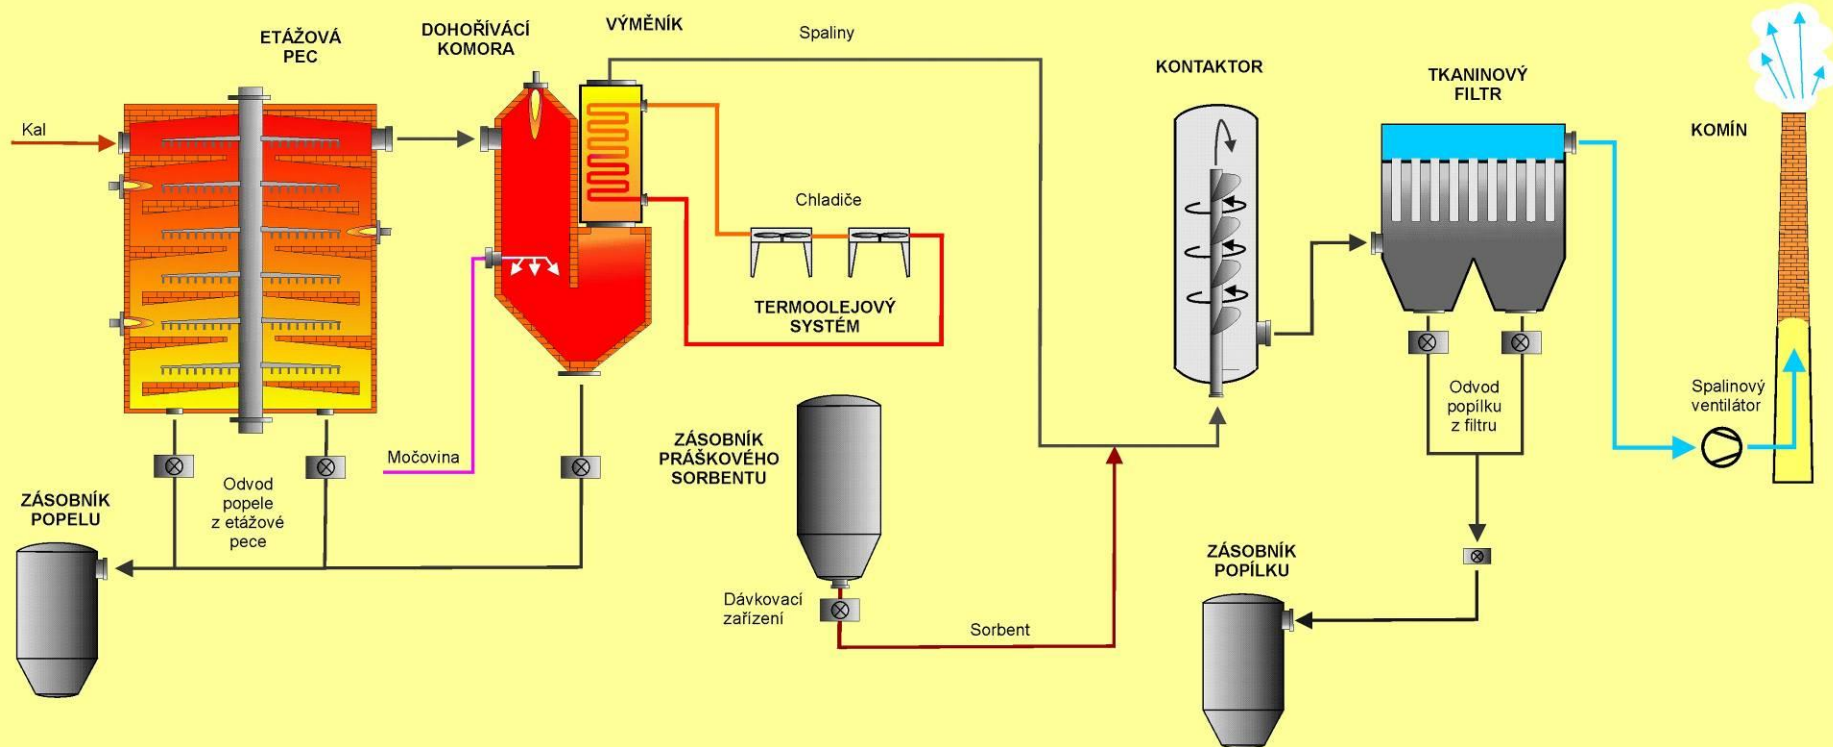 ETÁŽOVÁ
PEC
DOHOŘÍVÁCÍ
KOMORA
VÝMĚNÍK
Spaliny
KONTAKTOR
TKANINOVÝ
FILTR
KOMÍN
Kal
Chladiče
TERMOOLEJOVÝ
SYSTÉM
Močovina
ZÁSOBNÍK
PRÁŠKOVÉHO
SORBENTU
Odvod
popílku
z filtru
Spalinový
ventilátor
ZÁSOBNÍK
POPELU
Odvod
popele
z etážové
pece
Dávkovací
zařízení
Sorbent
ZÁSOBNÍK
POPÍLKU